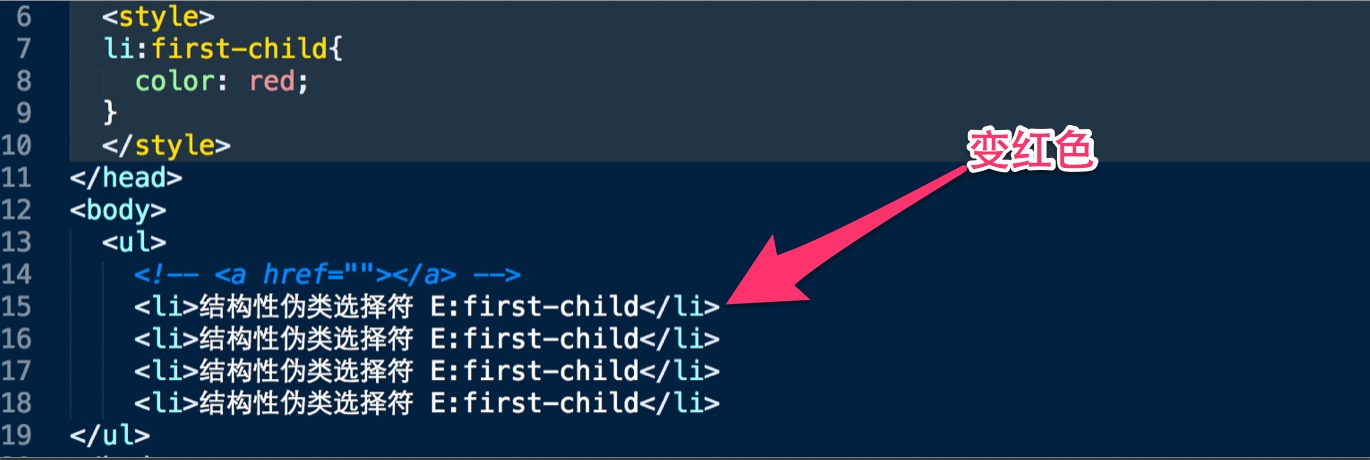 6 <style>
7 li:first-child{
8 color: red;
9 }
10 </style>
变红色
11 </head>
12 <body>
13 <ul>
14 <!-- <a href=""></a> -->
15 <li>结构性伪类选择符 E:first-child</li>
16 <li>结构性伪类选择符 E:first-child</li>
17 <li>结构性伪类选择符 E:first-child</li>
18 <li>结构性伪类选择符 E:first-child</li>
19 </ul>